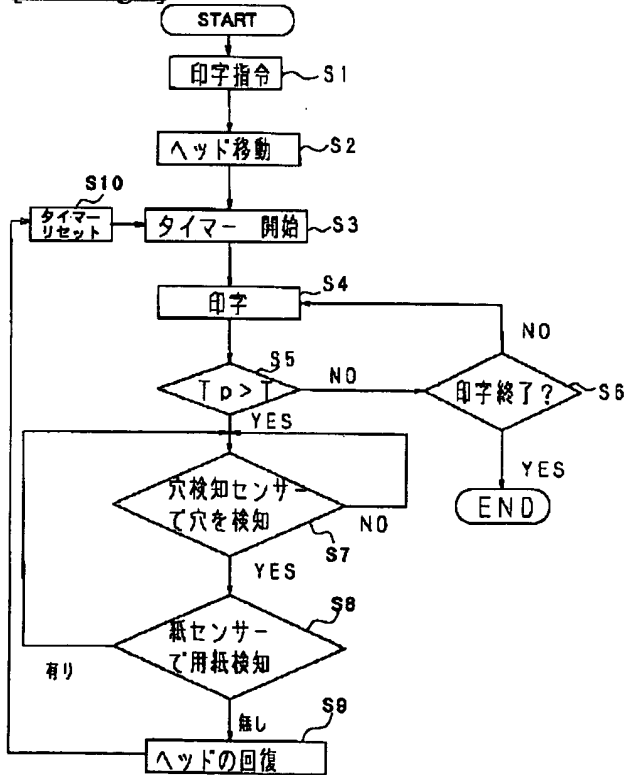 START
印字指令
S1
ヘッド移動
S2
S10
タイマー
リセット
タイマー 開始
S3
印字
S4
NO
S5
Tp>T
NO
印字終了?
S6
YES
YES
END
穴検知センサー
で穴を検知
NO
S7
YES
S8
紙センサー
で用紙検知
有り
無し
S9
ヘッドの回復